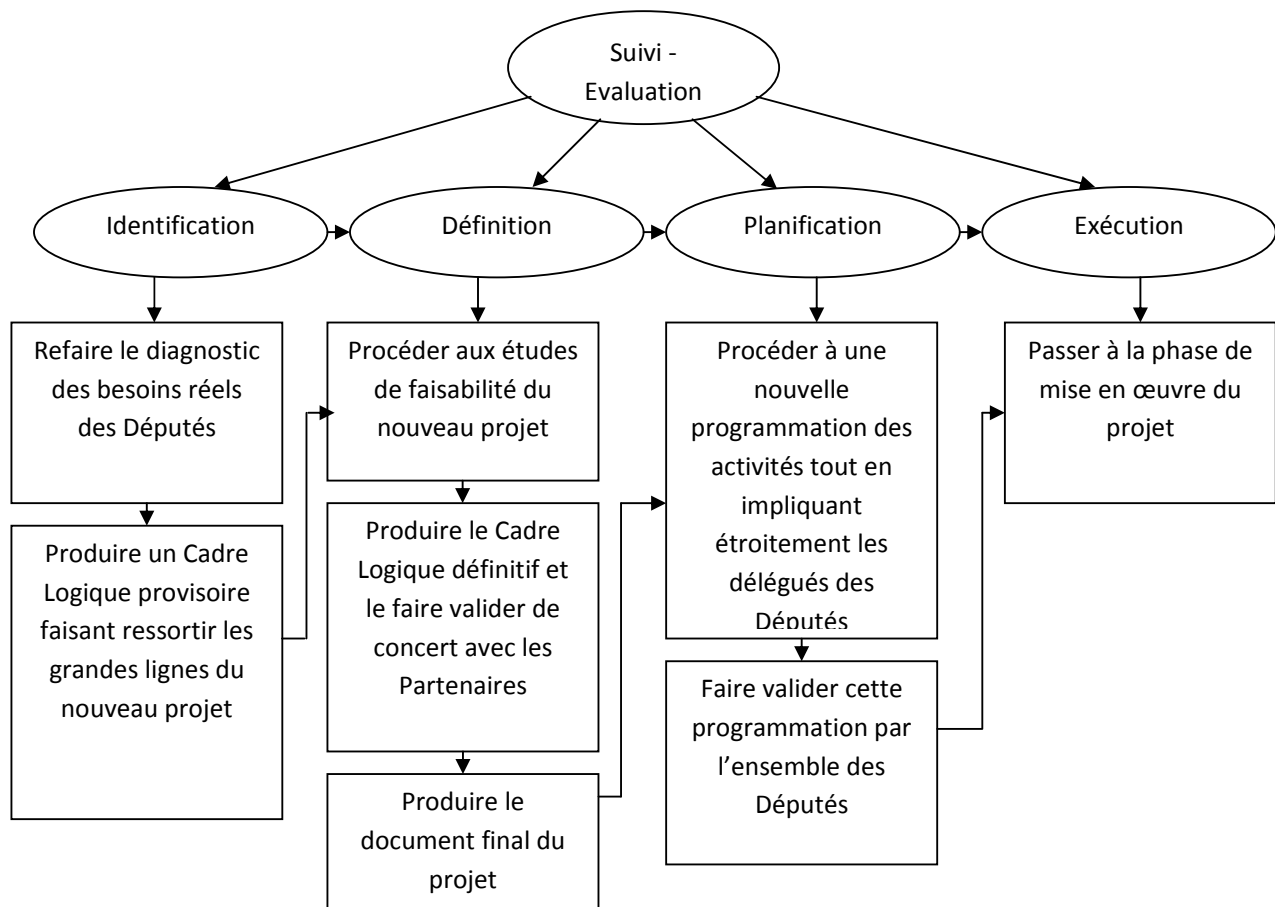 Suivi -
Evaluation
Identification
Définition
Planification
Exécution
Refaire le diagnostic
des besoins réels
des Députés
Produire un Cadre
Logique provisoire
faisant ressortir les
grandes lignes du
nouveau projet
Procéder aux études
de faisabilité du
nouveau projet
Produire le Cadre
Logique définitif et
le faire valider de
concert avec les
Partenaires
Produire le
document final du
projet
Procéder à une
nouvelle
programmation des
activités tout en
impliquant
étroitement les
délégués des
Députés
Faire valider cette
programmation par
l’ensemble des
Députés
Passer à la phase de
mise en œuvre du
projet